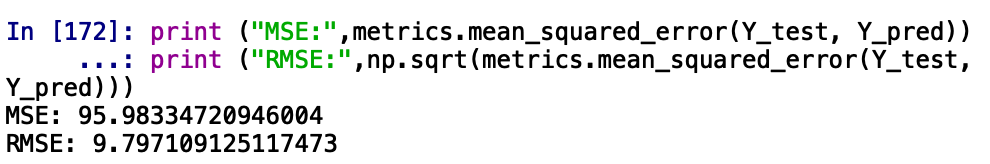 In [172]: print ("MSE:",metrics.mean_squared_error(Y_test, Y_pred))
...: print ("RMSE:",np.sqrt(metrics.mean_squared_error(Y_test,
Y_pred)))
MSE: 95.98334720946004
RMSE: 9.797109125117473